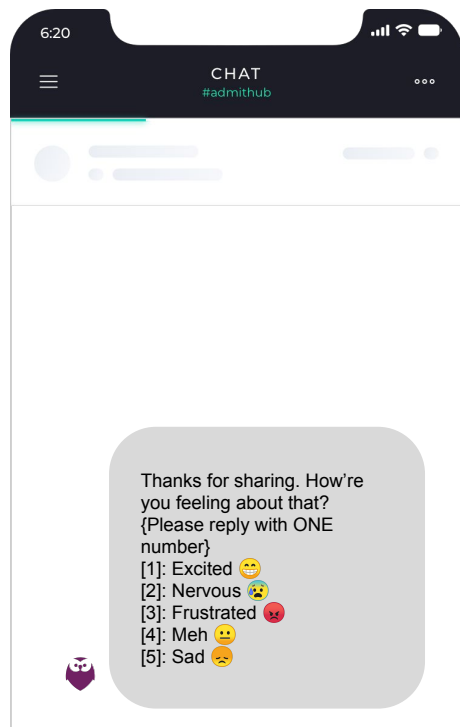 6:20
CHAT
#admithub
Thanks for sharing. How’re
you feeling about that?
{Please reply with ONE
number}
[1]: Excited 😁
[2]: Nervous 😰
[3]: Frustrated 😡
[4]: Meh 😐
[5]: Sad 😞